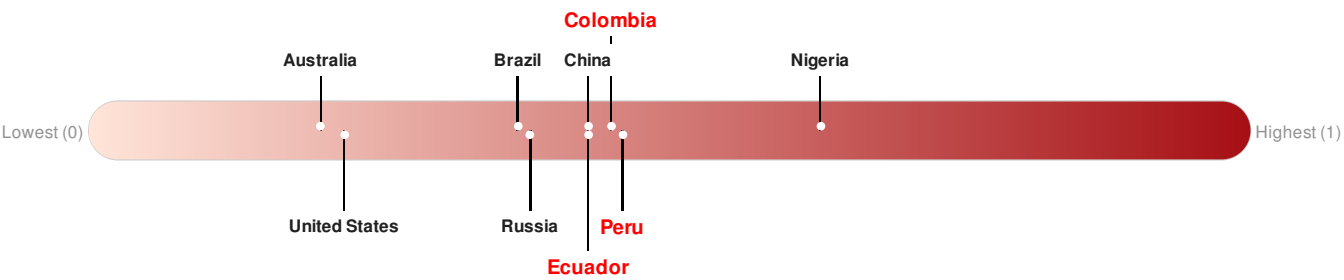 Colombia
Australia
Brazil
China
Nigeria
Lowest (0)
Highest (1)
United States
Russia
Peru
Ecuador